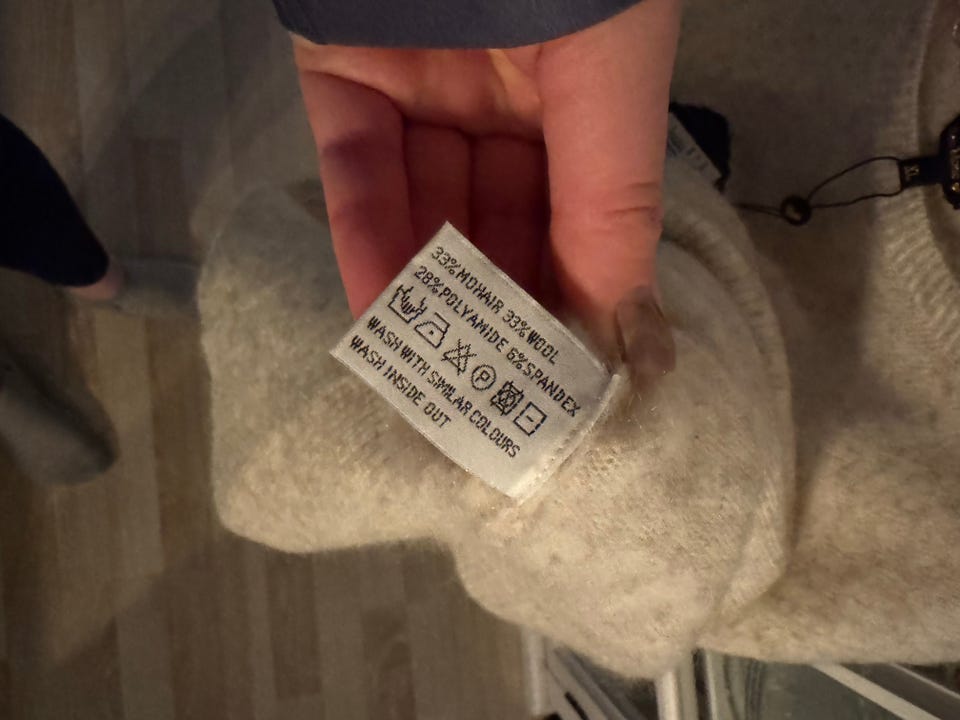 33%MOHAIR 33%WOOL
28%POLYAMIDE 6%SPANDEX
P
WASH WITH SIMILAR COLOURS
WASH INSIDE OUT